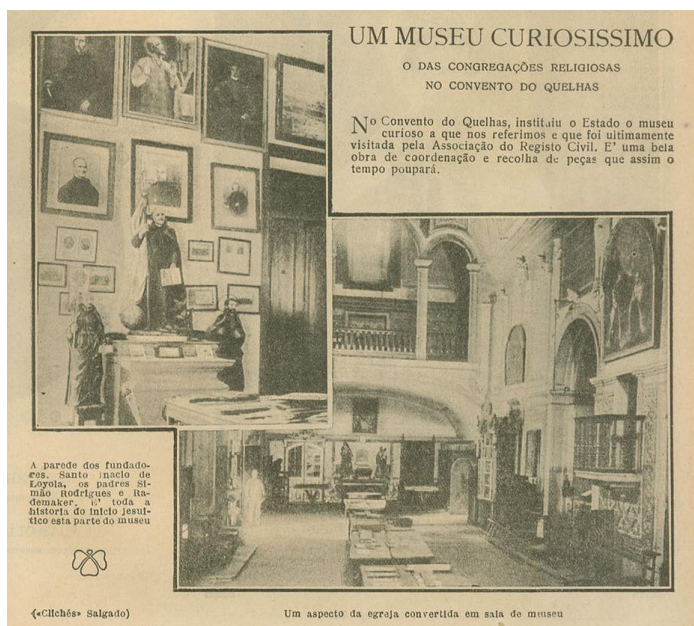 UM MUSEU CURIOSISSIMO
O DAS CONGREGAÇÕES RELIGIOSAS
NO CONVENTO DO QUELHAS
No Convento do Quelhas, instituiu o Estado o museu
curioso a que nos referimos e que foi ultimamente
visitada pela Associação do Registo Civil. E' uma bela
obra de coordenação e recolha de peças que assim o
tempo poupará.
A parede dos fundado-
res. Santo Inacio de
Loyola, os padres Si-
mão Rodrigues e Ra-
demaker. E' toda a
historia do inicio jesui-
tico esta parte do museu
(«Clichés» Salgado)
Um aspecto da egreja convertida em sala de museu